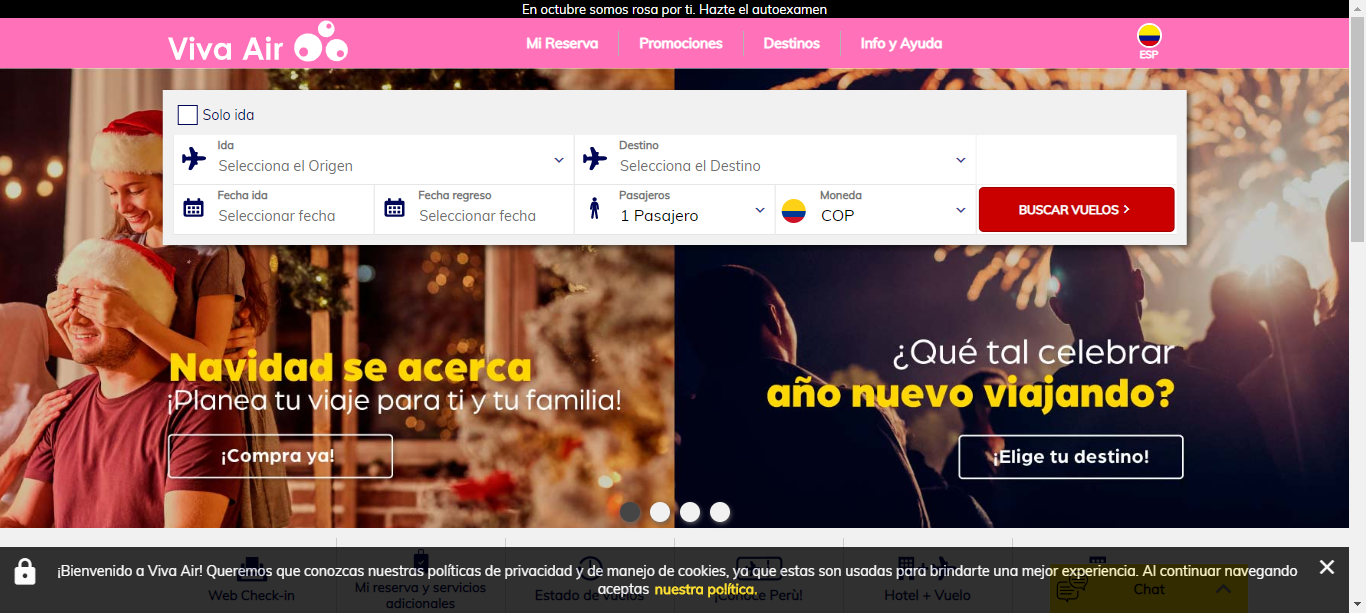 En octubre somos rosa por ti. Hazte el autoexamen
Viva Air
Mi Reserva
Promociones
Destinos
Info y Ayuda
ESP
Solo ida
Ida
Selecciona el Origen
Destino
Selecciona el Destino
Fecha ida
Seleccionar fecha
Fecha regreso
Seleccionar fecha
Pasajeros
1 Pasajero
Moneda
COP
BUSCAR VUELOS
Navidad se acerca
¡Planea tu viaje para ti y tu familia!
¡Compra ya!
¿Qué tal celebrar
año nuevo viajando?
¡Elige tu destino!
¡Bienvenido a Viva Air! Queremos que conozcas nuestras políticas de privacidad y de manejo de cookies, ya que estas son usadas para brindarte una mejor experiencia. Al continuar navegando
aceptas nuestra política.
Web Check-in
Mi reserva y servicios
adicionales
Estado de vuelos
¡Conoce Perù!
Hotel + Vuelo
Chat